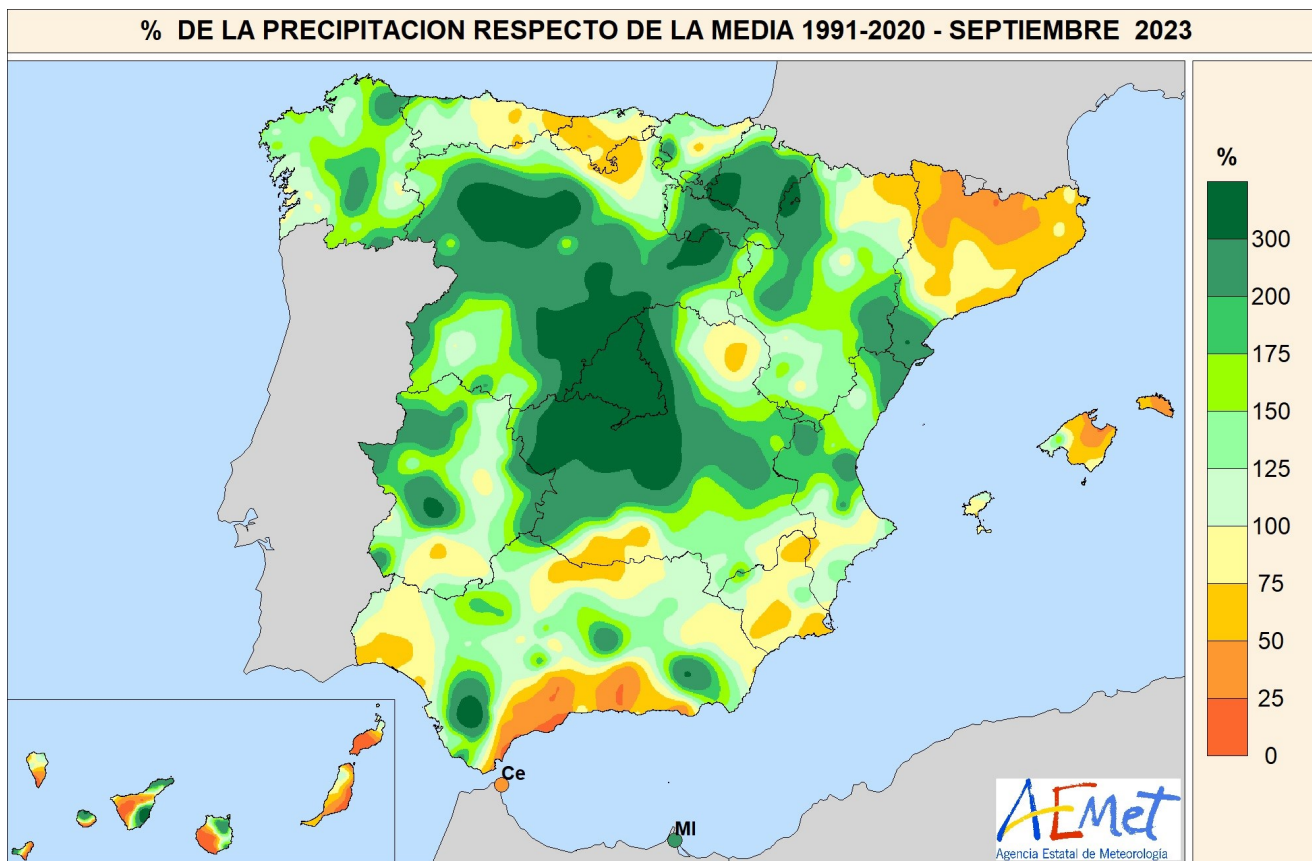 % DE LA PRECIPITACION RESPECTO DE LA MEDIA 1991-2020 - SEPTIEMBRE 2023
%
300
200
175
150
125
100
75
50
25
0
Ce
Ml
AEMet
Agencia Estatal de Meteorología